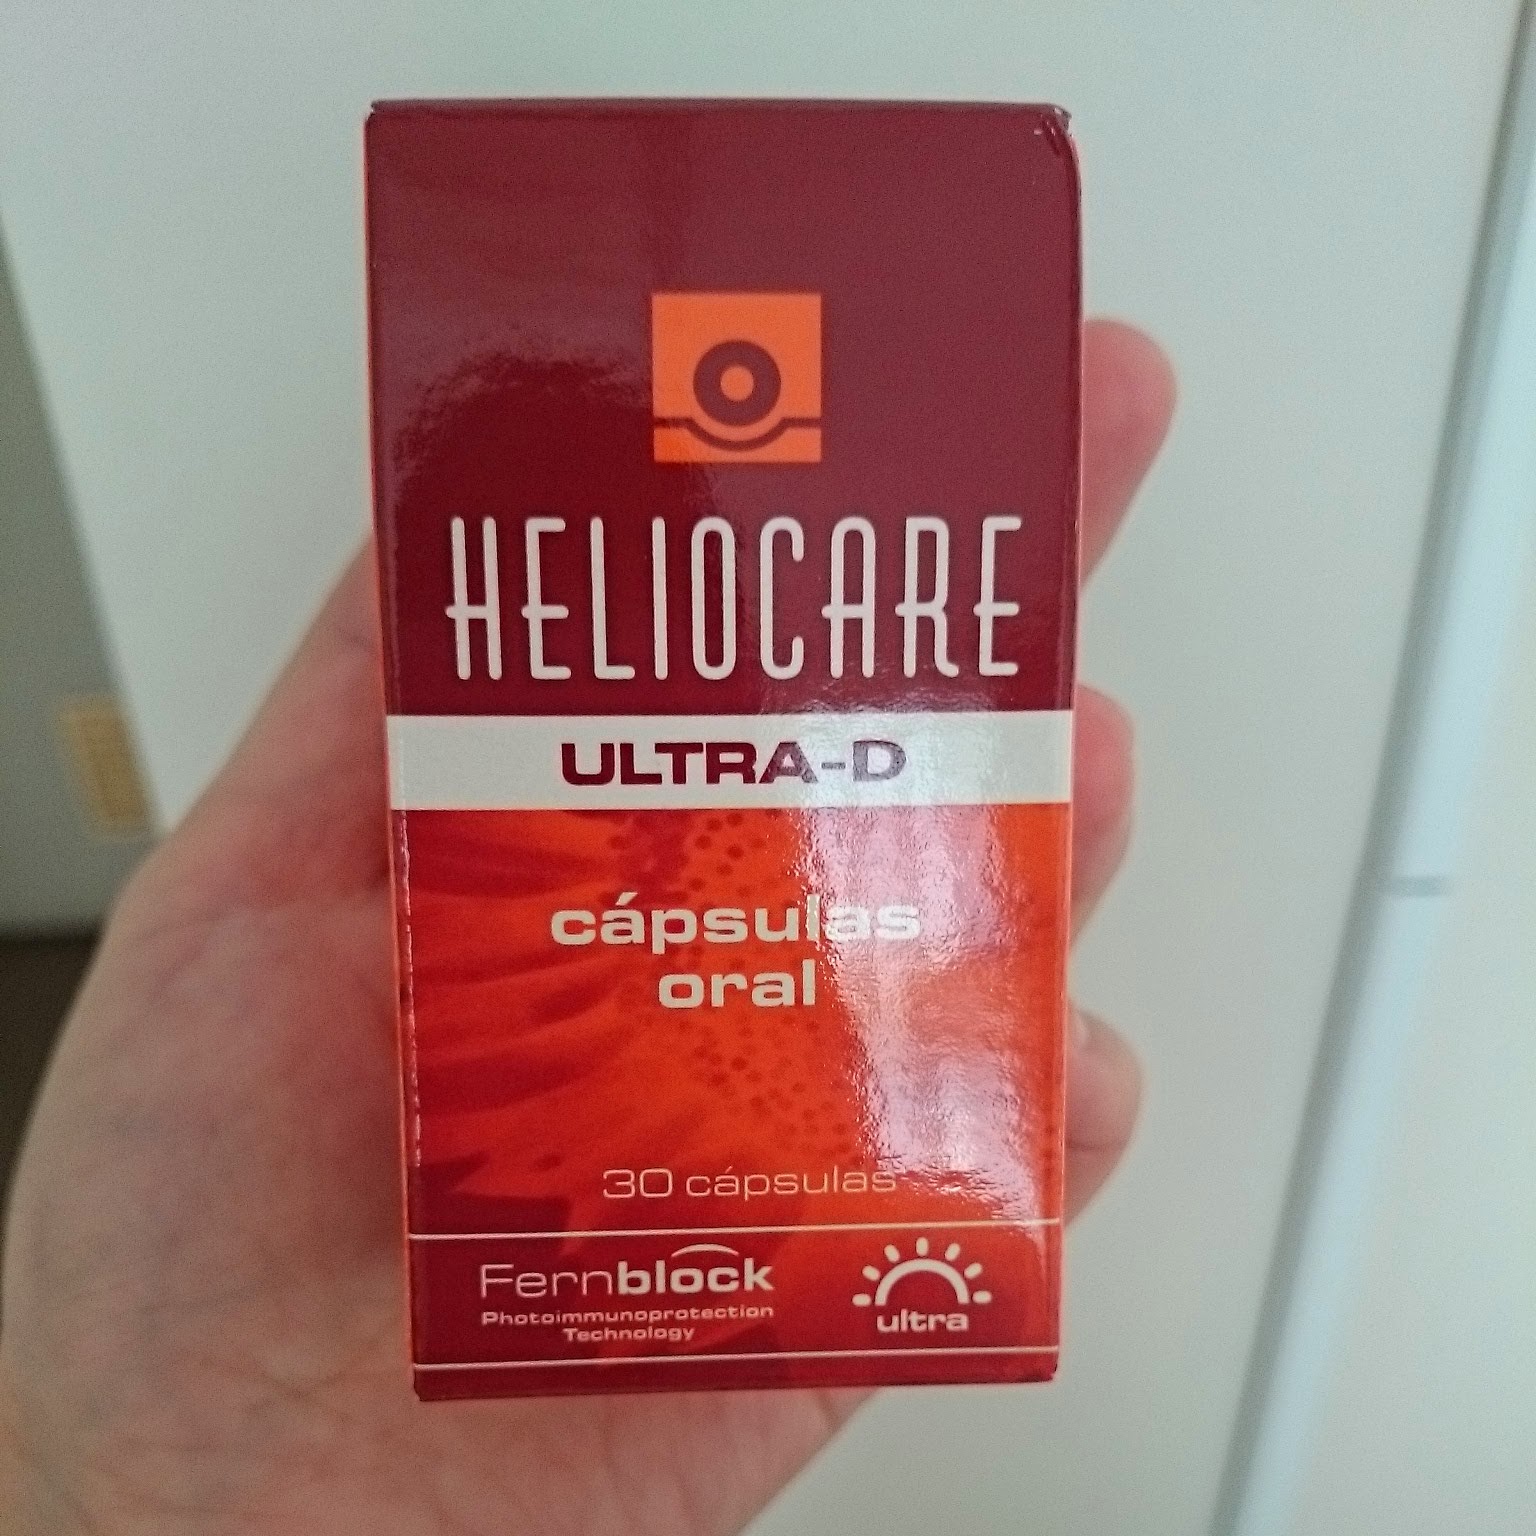 HELIOCARE
ULTRA-D
cápsulas
oral
30 cápsulas
Fernblock
Photoimmunoprotection
Technology
ultra